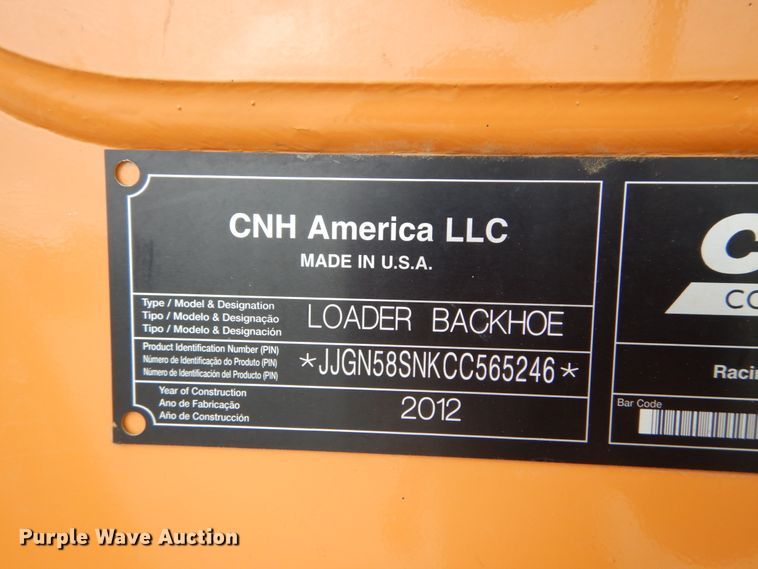 CNH America LLC
MADE IN U.S.A.
Type / Model & Designation
Tipo / Modelo & Designação
Tipo / Modelo & Designación
LOADER BACKHOE
Product Identification Number (PIN)
Número de Identificação do Produto (PIN)
Número de Identificación del Producto (PIN)
*JJGN58SNKCC565246*
Year of Construction
Ano de Fabricação
Año de Construcción
2012
Bar Code
Purple Wave Auction